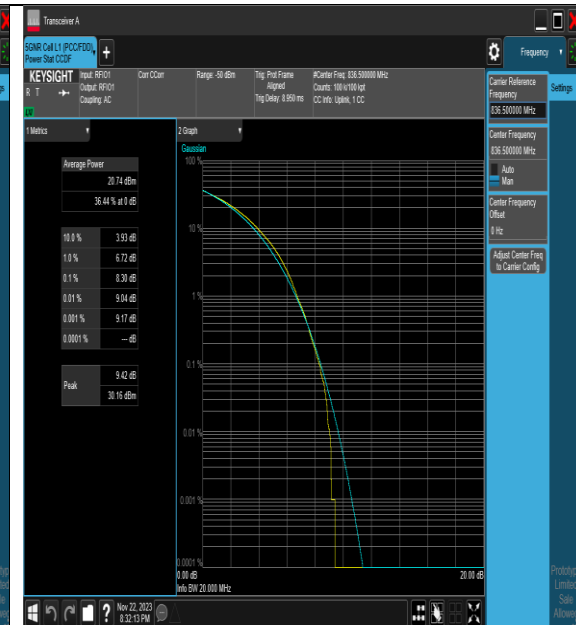 Transceiver A
5GNR Cell L1 (PCC/FDD),
Power Stat CCDF
Frequency
KEYSIGHT
R T
Input: RFIO1
Output: RFIO1
Coupling: AC
Corr CCorr
Range: -50 dBm
Trig: Prot Frame
Aligned
Trig Delay: 8.950 ms
#Center Freq: 836.500000 MHz
Counts: 100 k/100 kpt
CC Info: Uplink, 1 CC
Carrier Reference
Frequency
836.500000 MHz
Settings
Center Frequency
836.500000 MHz
Auto
Man
Center Frequency
Offset
0 Hz
Adjust Center Freq
to Carrier Config
1 Metrics
Average Power
20.74 dBm
36.44 % at 0 dB
10.0 % 3.93 dB
1.0 % 6.72 dB
0.1 % 8.30 dB
0.01 % 9.04 dB
0.001 % 9.17 dB
0.0001 % --- dB
Peak 9.42 dB
30.16 dBm
2 Graph
Gaussian
100 %
10 %
1 %
0.1 %
0.01 %
0.001 %
0.0001 %
0.00 dB
20.00 dB
Info BW 20.000 MHz
Nov 22, 2023
8:32:13 PM